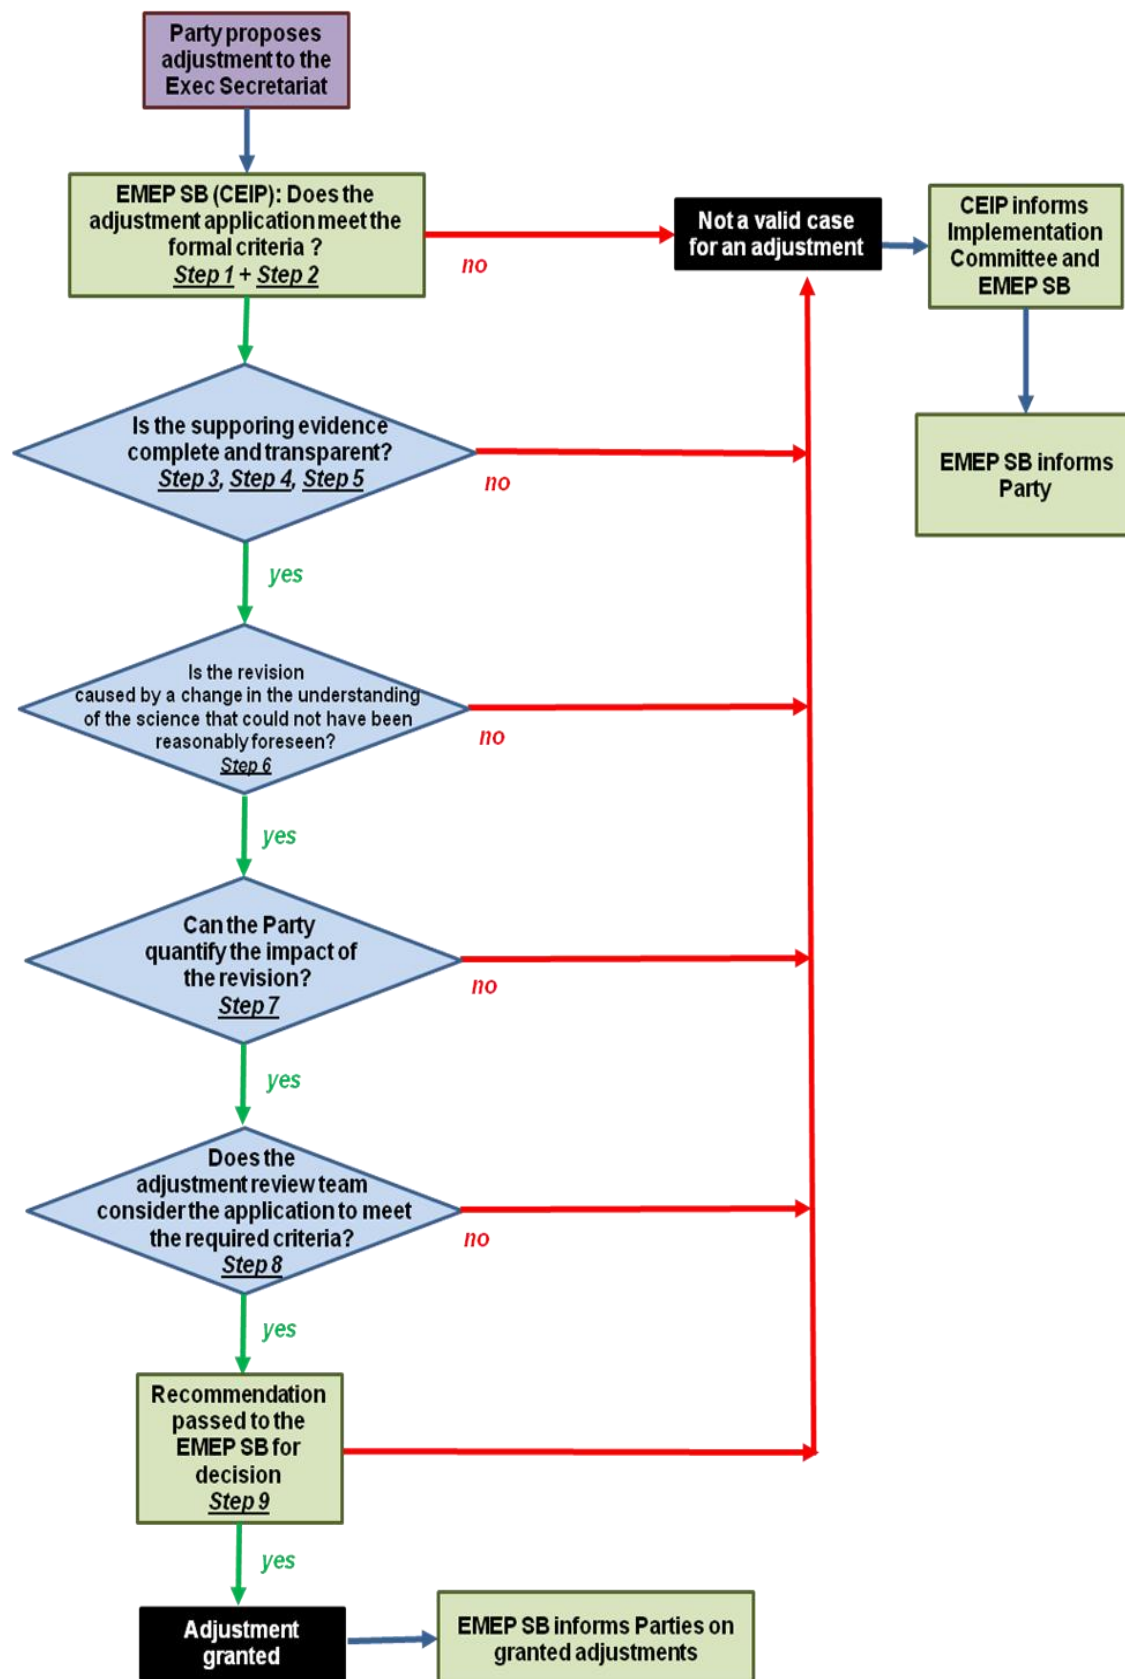 Party proposes
adjustment to the
Exec Secretariat
EMEP SB (CEIP): Does the
adjustment application meet the
formal criteria ?
Step 1 + Step 2
no
Not a valid case
for an adjustment
CEIP informs
Implementation
Committee and
EMEP SB
EMEP SB informs
Party
Is the supporing evidence
complete and transparent?
Step 3, Step 4, Step 5
no
yes
Is the revision
caused by a change in the understanding
of the science that could not have been
reasonably foreseen?
Step 6
no
yes
Can the Party
quantify the impact of
the revision?
Step 7
no
yes
Does the
adjustment review team
consider the application to meet
the required criteria?
Step 8
no
yes
Recommendation
passed to the
EMEP SB for
decision
Step 9
yes
Adjustment
granted
EMEP SB informs Parties on
granted adjustments